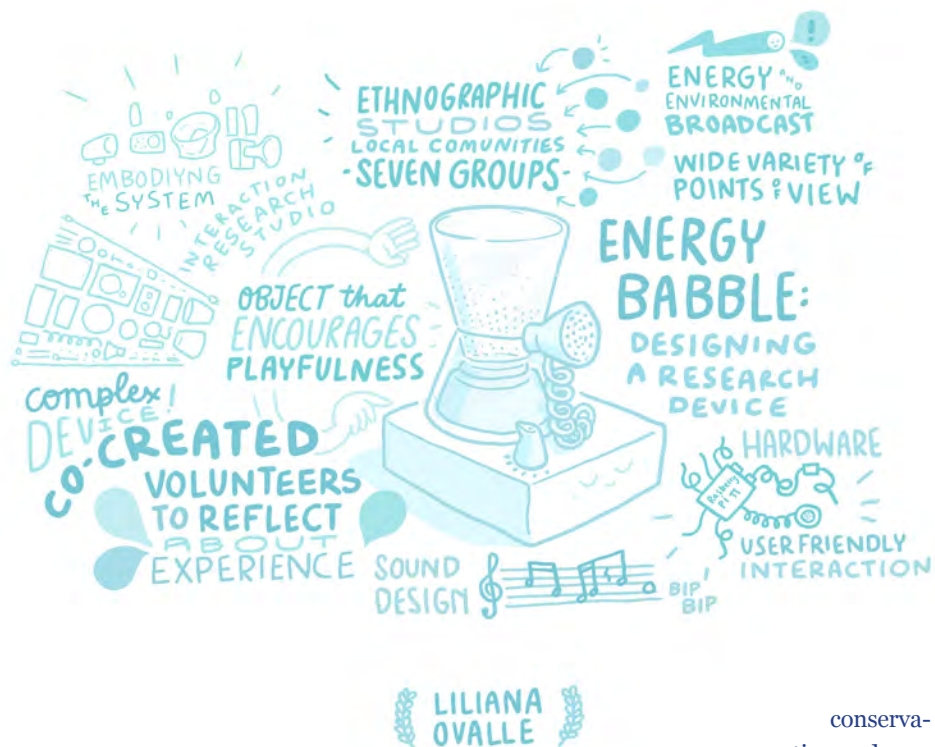 ETHNOGRAPHIC
STUDIOS
LOCAL COMUNITIES
-SEVEN GROUPS-
!
ENERGY AND
ENVIRONMENTAL
BROADCAST
WIDE VARIETY OF
POINTS OF VIEW
EMBODIYNG
THE SYSTEM
INTERACTION
RESEARCH
STUDIO
OBJECT that
ENCOURAGES
PLAYFULNESS
ENERGY
BABBLE:
DESIGNING
A RESEARCH
DEVICE
complex!
DEVICE
CO-CREATED
VOLUNTEERS
TO REFLECT
ABOUT
EXPERIENCE
HARDWARE
Raspberry
Pi
USER FRIENDLY
INTERACTION
SOUND
DESIGN
BIP
BIP
LILIANA
OVALLE
conserva-